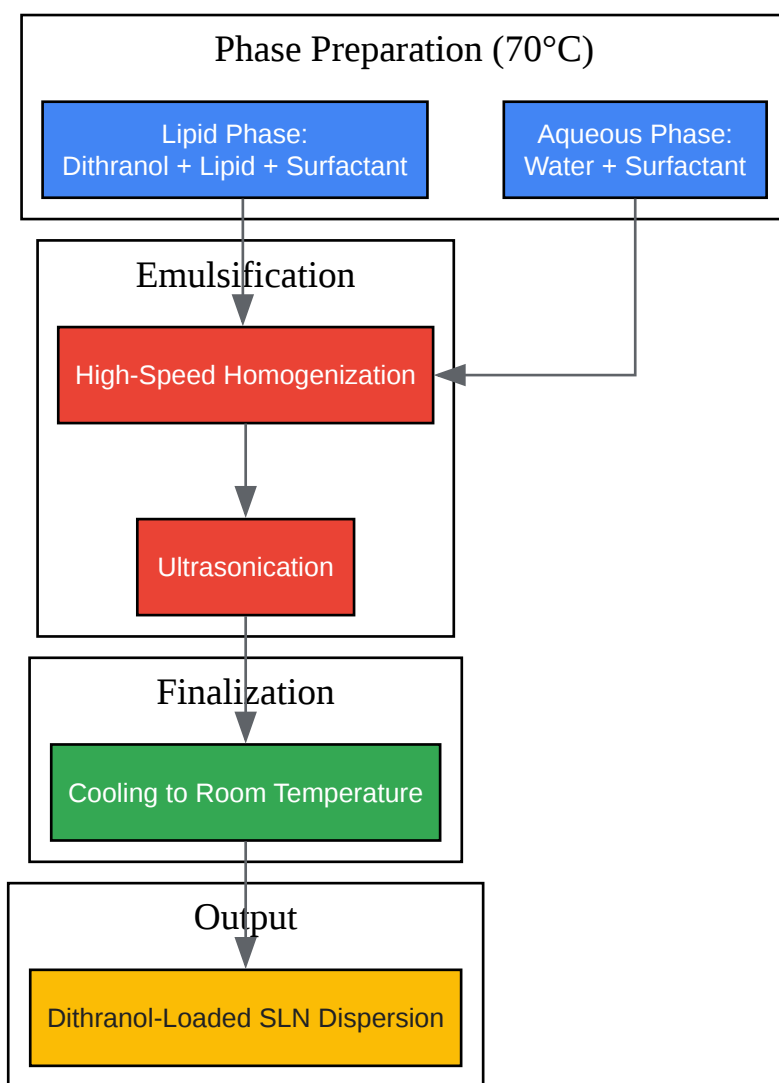 Phase Preparation (70°C)
Lipid Phase:
Dithranol + Lipid + Surfactant
Aqueous Phase:
Water + Surfactant
Emulsification
High-Speed Homogenization
Ultrasonication
Finalization
Cooling to Room Temperature
Output
Dithranol-Loaded SLN Dispersion